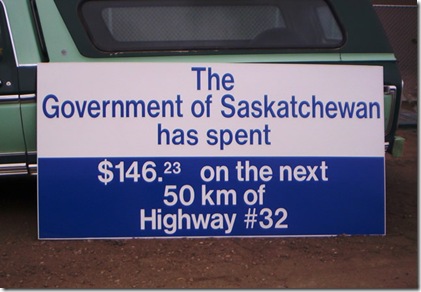 The
Government of Saskatchewan
has spent
$146.23 on the next
50 km of
Highway #32